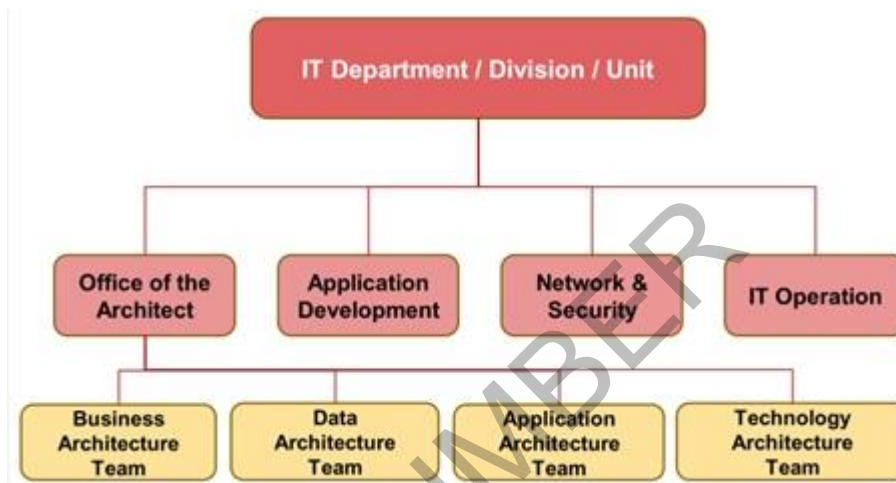 IT Department / Division / Unit
Office of the
Architect
Application
Development
Network &
Security
IT Operation
Business
Architecture
Team
Data
Architecture
Team
Application
Architecture
Team
Technology
Architecture
Team